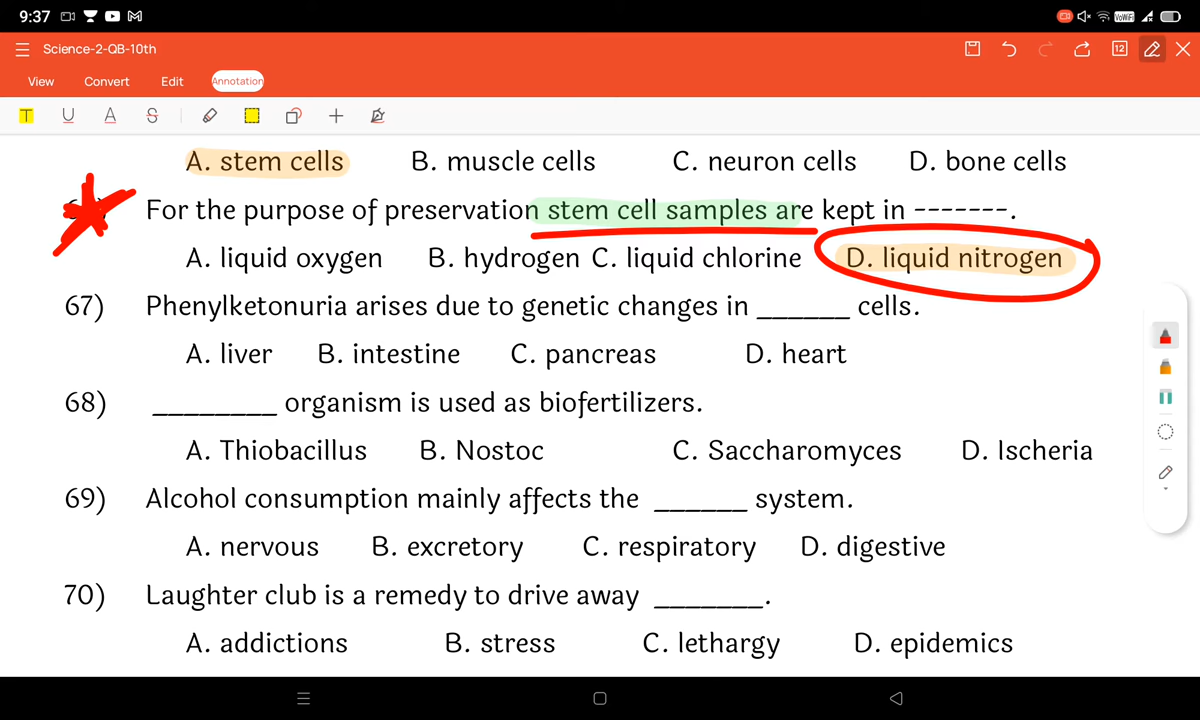 9:37 VoWiFi
Science-2-QB-10th 12
View Convert Edit Annotation
T U A S
A. stem cells B. muscle cells C. neuron cells D. bone cells
For the purpose of preservation stem cell samples are kept in -------.
A. liquid oxygen B. hydrogen C. liquid chlorine D. liquid nitrogen
67) Phenylketonuria arises due to genetic changes in ______ cells.
A. liver B. intestine C. pancreas D. heart
68) ________ organism is used as biofertilizers.
A. Thiobacillus B. Nostoc C. Saccharomyces D. Ischeria
69) Alcohol consumption mainly affects the ______ system.
A. nervous B. excretory C. respiratory D. digestive
70) Laughter club is a remedy to drive away _______.
A. addictions B. stress C. lethargy D. epidemics